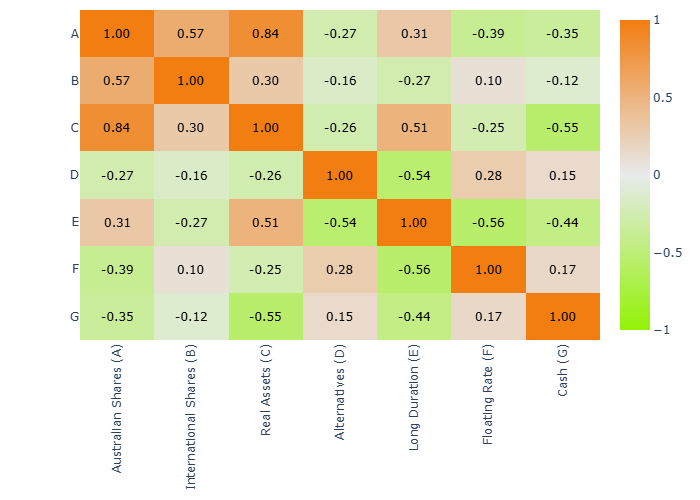 A 1.00 0.57 0.84 -0.27 0.31 -0.39 -0.35
B 0.57 1.00 0.30 -0.16 -0.27 0.10 -0.12
C 0.84 0.30 1.00 -0.26 0.51 -0.25 -0.55
D -0.27 -0.16 -0.26 1.00 -0.54 0.28 0.15
E 0.31 -0.27 0.51 -0.54 1.00 -0.56 -0.44
F -0.39 0.10 -0.25 0.28 -0.56 1.00 0.17
G -0.35 -0.12 -0.55 0.15 -0.44 0.17 1.00
Australian Shares (A)
International Shares (B)
Real Assets (C)
Alternatives (D)
Long Duration (E)
Floating Rate (F)
Cash (G)
1
0.5
0
−0.5
−1